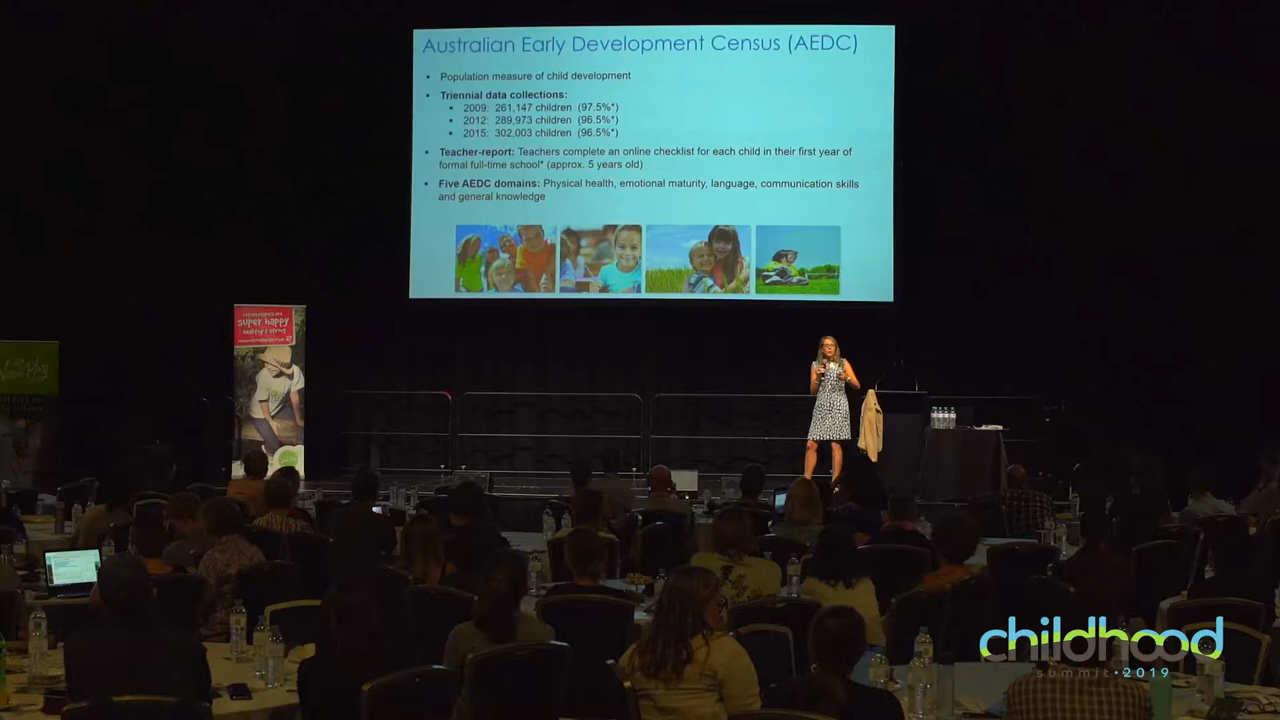 Australian Early Development Census (AEDC)
• Population measure of child development
• Triennial data collections:
• 2009: 261,147 children (97.5%*)
• 2012: 289,973 children (96.5%*)
• 2015: 302,003 children (96.5%*)
• Teacher-report: Teachers complete an online checklist for each child in their first year of
formal full-time school* (approx. 5 years old)
• Five AEDC domains: Physical health, emotional maturity, language, communication skills
and general knowledge
super happy
healthy & strong
childhood
summit • 2019